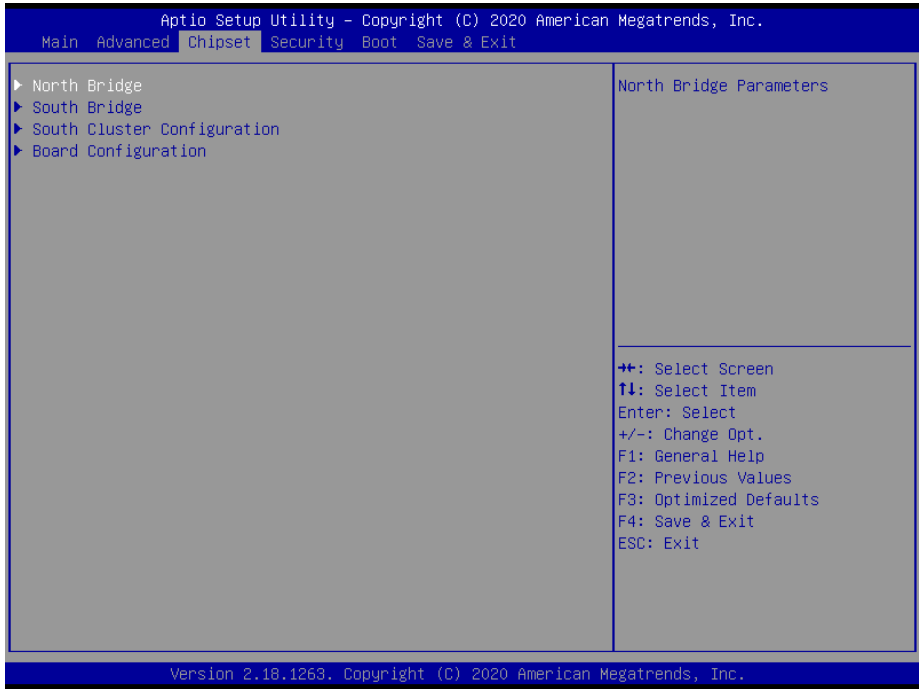 Aptio Setup Utility – Copyright (C) 2020 American Megatrends, Inc.
Main Advanced Chipset Security Boot Save & Exit
▶ North Bridge
▶ South Bridge
▶ South Cluster Configuration
▶ Board Configuration
North Bridge Parameters
→←: Select Screen
↑↓: Select Item
Enter: Select
+/-: Change Opt.
F1: General Help
F2: Previous Values
F3: Optimized Defaults
F4: Save & Exit
ESC: Exit
Version 2.18.1263. Copyright (C) 2020 American Megatrends, Inc.